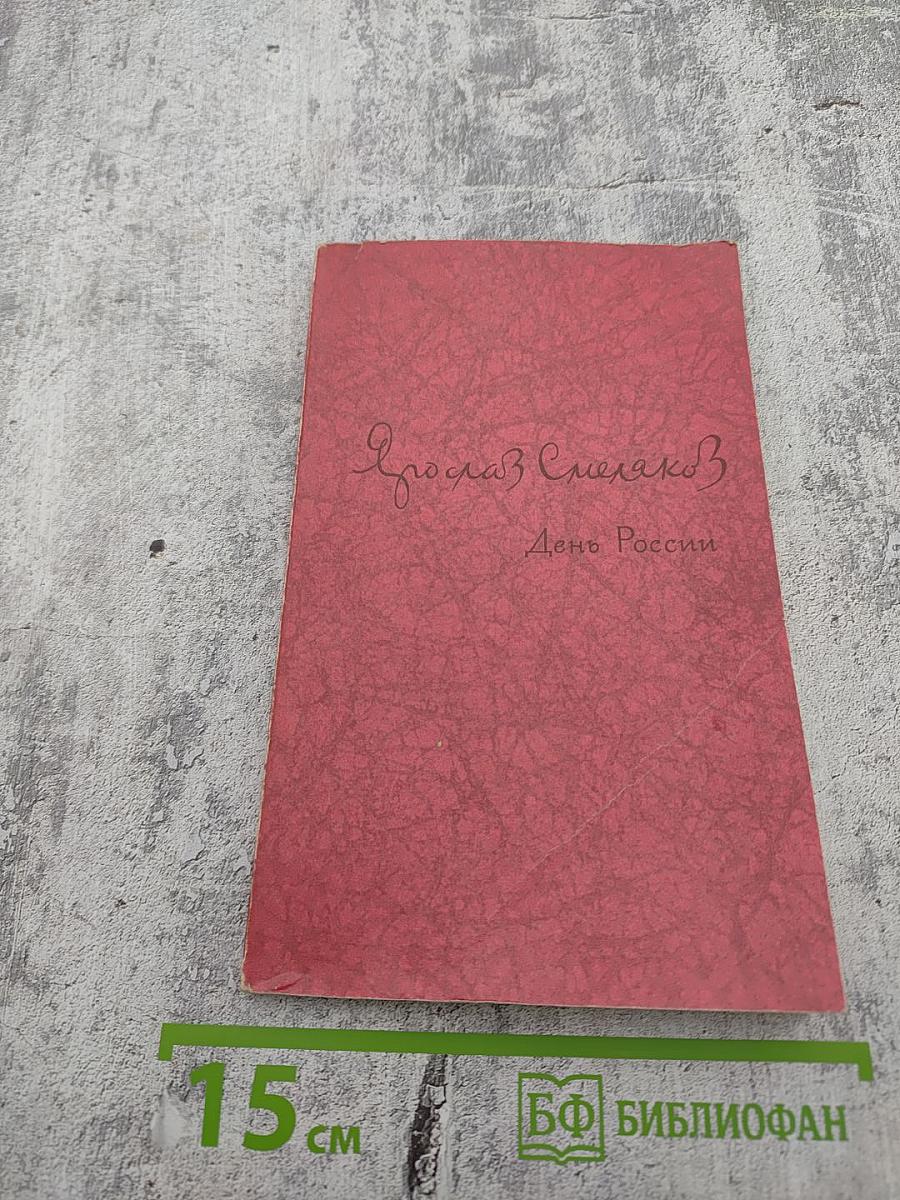 Ярослав Смеляков
День России
15 см
БФ БИБЛИОФАН